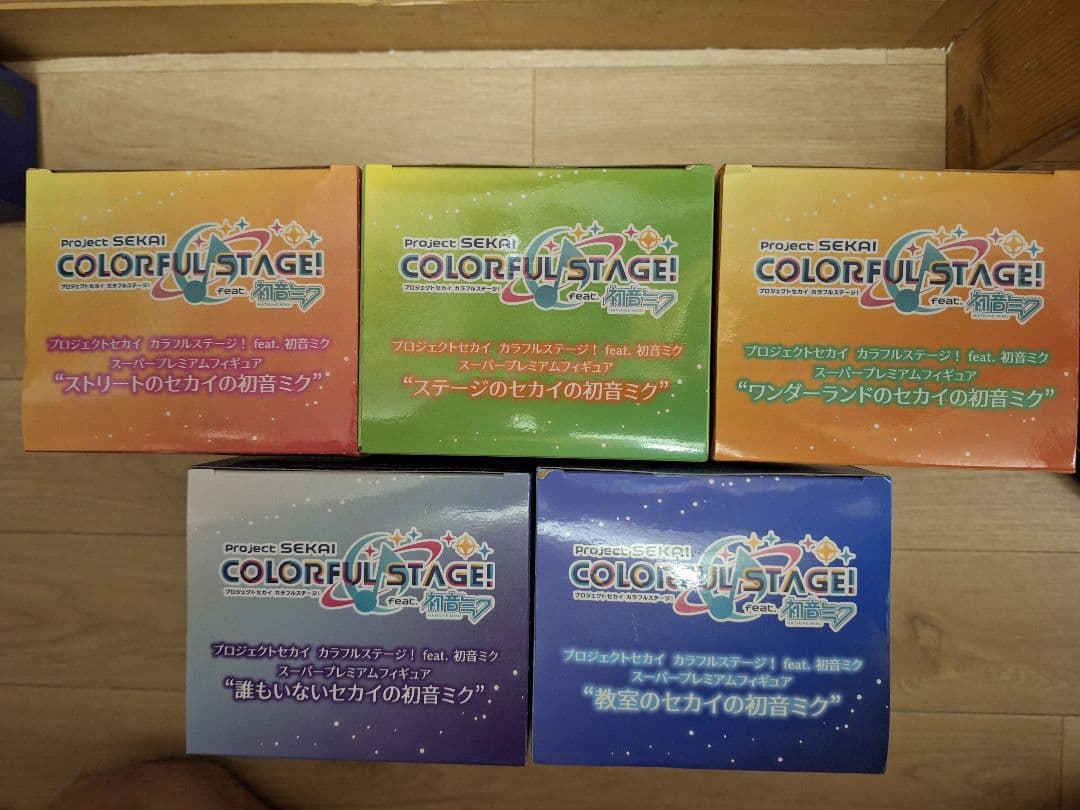 Project SEKAI
COLORFUL STAGE!
プロジェクトセカイ カラフルステージ!
feat. 初音ミク
HATSUNE MIKU
プロジェクトセカイ カラフルステージ! feat. 初音ミク
スーパープレミアムフィギュア
“ストリートのセカイの初音ミク”
Project SEKAI
COLORFUL STAGE!
プロジェクトセカイ カラフルステージ!
feat. 初音ミク
HATSUNE MIKU
プロジェクトセカイ カラフルステージ! feat. 初音ミク
スーパープレミアムフィギュア
“ステージのセカイの初音ミク”
Project SEKAI
COLORFUL STAGE!
プロジェクトセカイ カラフルステージ!
feat. 初音ミク
HATSUNE MIKU
プロジェクトセカイ カラフルステージ! feat. 初音ミク
スーパープレミアムフィギュア
“ワンダーランドのセカイの初音ミク”
Project SEKAI
COLORFUL STAGE!
プロジェクトセカイ カラフルステージ!
feat. 初音ミク
HATSUNE MIKU
プロジェクトセカイ カラフルステージ! feat. 初音ミク
スーパープレミアムフィギュア
“誰もいないセカイの初音ミク”
Project SEKAI
COLORFUL STAGE!
プロジェクトセカイ カラフルステージ!
feat. 初音ミク
HATSUNE MIKU
プロジェクトセカイ カラフルステージ! feat. 初音ミク
スーパープレミアムフィギュア
“教室のセカイの初音ミク”